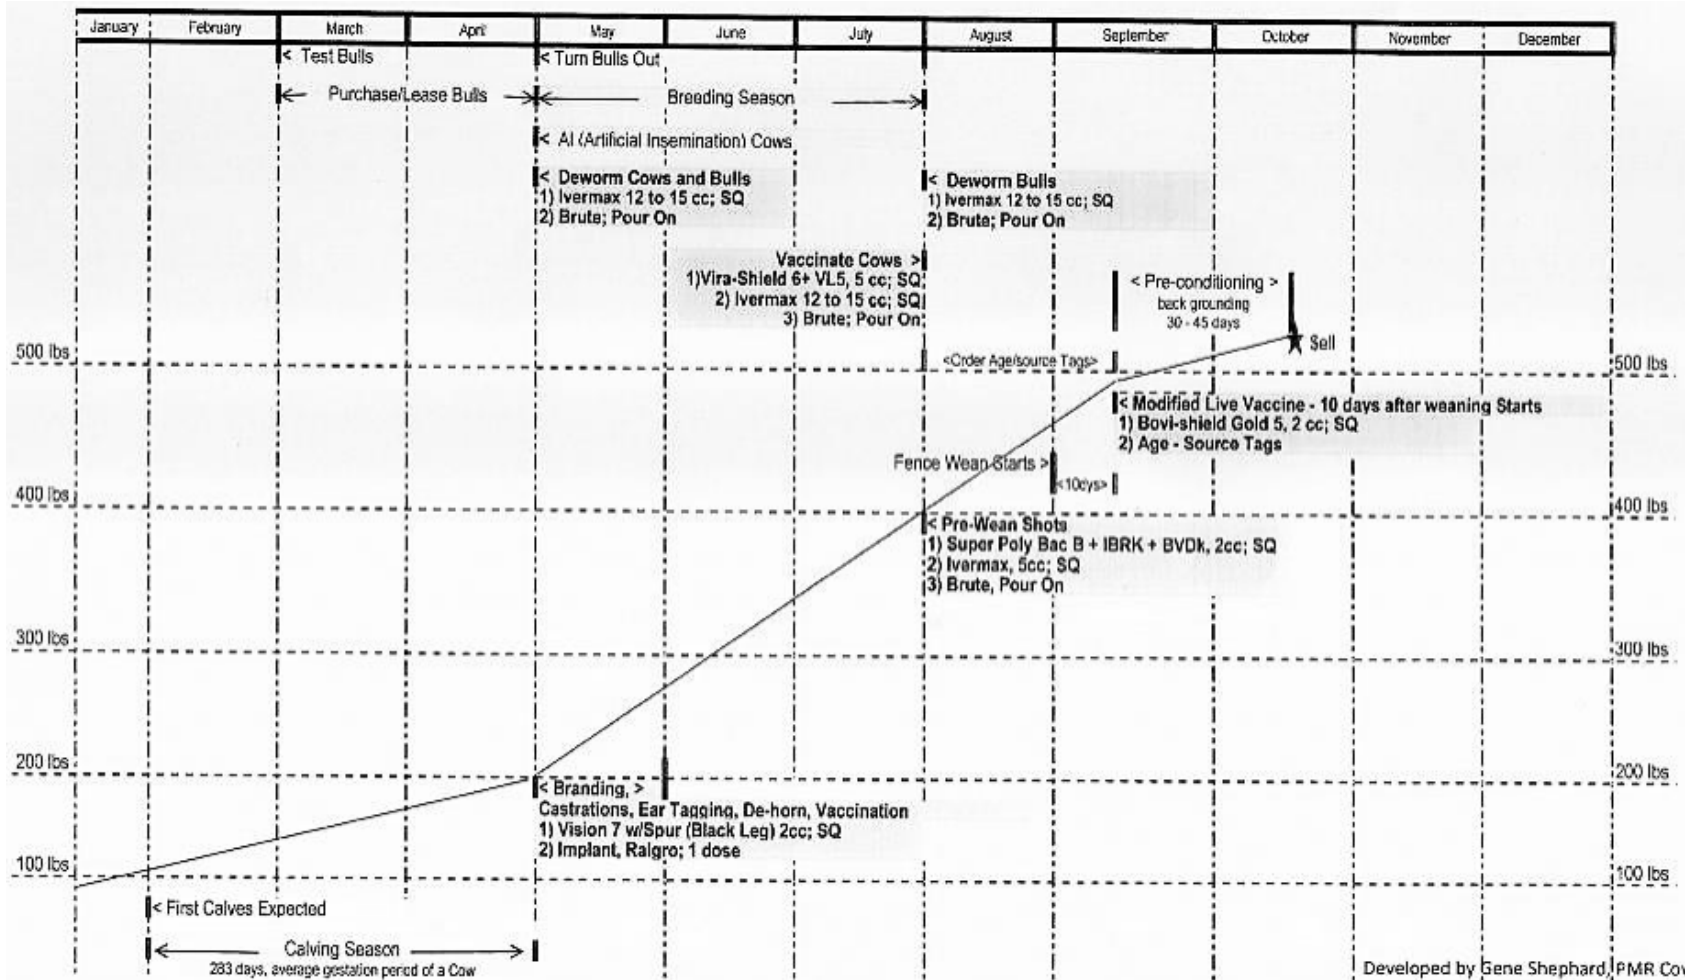 January February March April May June July August September October November December
< Test Bulls
< Turn Bulls Out
Purchase/Lease Bulls
Breeding Season
< AI (Artificial Insemination) Cows
< Deworm Cows and Bulls
1) Ivermax 12 to 15 cc; SQ
2) Brute; Pour On
< Deworm Bulls
1) Ivermax 12 to 15 cc; SQ
2) Brute; Pour On
Vaccinate Cows >
1)Vira-Shield 6+ VL5, 5 cc; SQ
2) Ivermax 12 to 15 cc; SQ
3) Brute; Pour On
< Pre-conditioning >
back grounding
30 - 45 days
Sell
500 lbs
<Order Age/source Tags>
500 lbs
< Modified Live Vaccine - 10 days after weaning Starts
1) Bovi-shield Gold 5, 2 cc; SQ
2) Age - Source Tags
Fence Wean Starts >
<10dys>
400 lbs
400 lbs
< Pre-Wean Shots
1) Super Poly Bac B + IBRK + BVDk, 2cc; SQ
2) Ivermax, 5cc; SQ
3) Brute, Pour On
300 lbs
300 lbs
200 lbs
200 lbs
< Branding, >
Castrations, Ear Tagging, De-horn, Vaccination
1) Vision 7 w/Spur (Black Leg) 2cc; SQ
2) Implant, Ralgro; 1 dose
100 lbs
100 lbs
< First Calves Expected
Calving Season
283 days, average gestation period of a Cow
Developed by Gene Shephard, PMR Cov